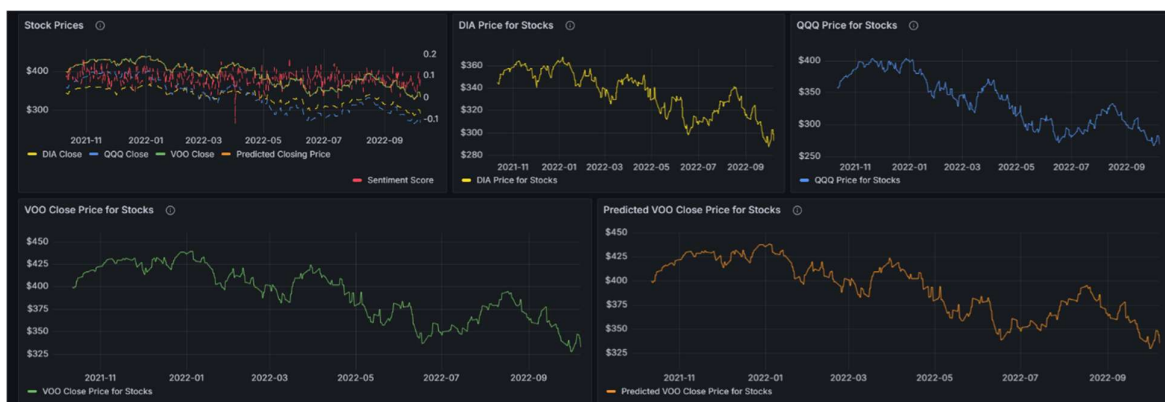 Stock Prices
$400
$300
0.2
0.1
0
-0.1
2021-11 2022-01 2022-03 2022-05 2022-07 2022-09
DIA Close QQQ Close VOO Close Predicted Closing Price
Sentiment Score
DIA Price for Stocks
$360
$340
$320
$300
$280
2021-11 2022-01 2022-03 2022-05 2022-07 2022-09
DIA Price for Stocks
QQQ Price for Stocks
$400
$350
$300
$250
2021-11 2022-01 2022-03 2022-05 2022-07 2022-09
QQQ Price for Stocks
VOO Close Price for Stocks
$450
$425
$400
$375
$350
$325
2021-11 2022-01 2022-03 2022-05 2022-07 2022-09
VOO Close Price for Stocks
Predicted VOO Close Price for Stocks
$450
$425
$400
$375
$350
$325
2021-11 2022-01 2022-03 2022-05 2022-07 2022-09
Predicted VOO Close Price for Stocks